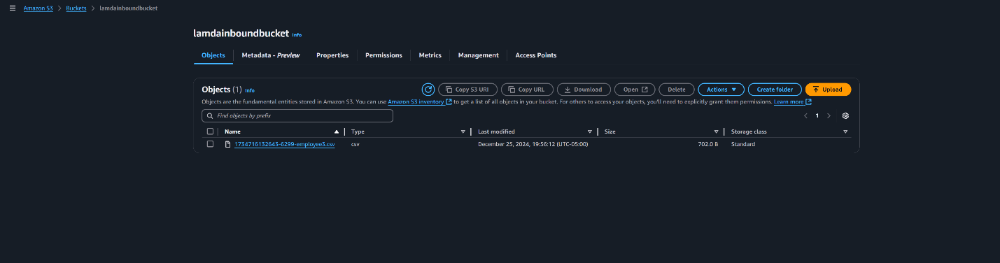 Amazon S3 > Buckets > lamdainboundbucket
lamdainboundbucket Info
Objects Metadata - Preview Properties Permissions Metrics Management Access Points
Objects (1) Info Copy S3 URI Copy URL Download Open Delete Actions Create folder Upload
Objects are the fundamental entities stored in Amazon S3. You can use Amazon S3 inventory to get a list of all objects in your bucket. For others to access your objects, you'll need to explicitly grant them permissions. Learn more
Find objects by prefix 1
Name Type Last modified Size Storage class
1734716132643-6299-employee3.csv csv December 25, 2024, 19:56:12 (UTC-05:00) 702.0 B Standard